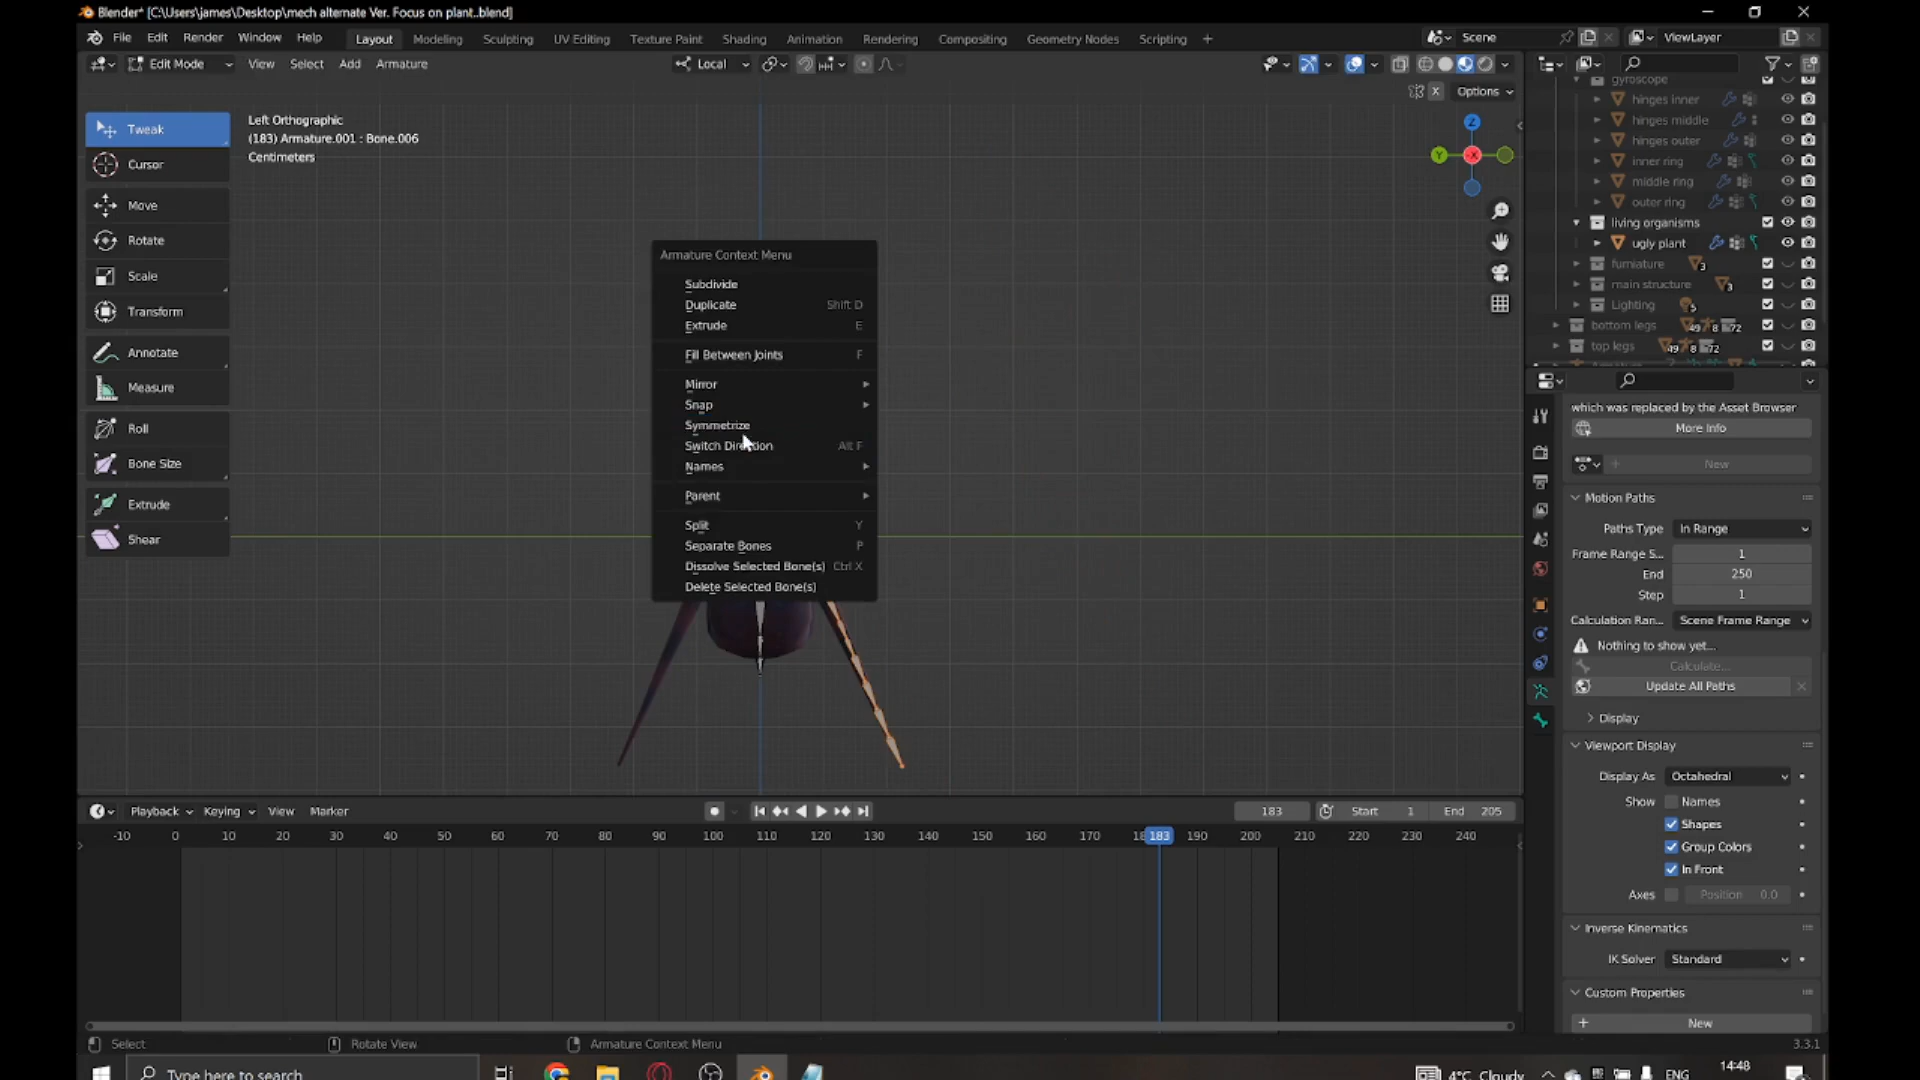 Blender* [C:\Users\james\Desktop\mech alternate Ver. Focus on plant..blend]
File Edit Render Window Help
Layout Modeling Sculpting UV Editing Texture Paint Shading Animation Rendering Compositing Geometry Nodes Scripting +
Scene
ViewLayer
Edit Mode View Select Add Armature
Local
X Options
Tweak
Cursor
Move
Rotate
Scale
Transform
Annotate
Measure
Roll
Bone Size
Extrude
Shear
Left Orthographic
(183) Armature.001 : Bone.006
Centimeters
Z
Y
X
Armature Context Menu
Subdivide
Duplicate Shift D
Extrude E
Fill Between Joints F
Mirror
Snap
Symmetrize
Switch Direction Alt F
Names
Parent
Split Y
Separate Bones P
Dissolve Selected Bone(s) Ctrl X
Delete Selected Bone(s)
gyroscope
hinges inner
hinges middle
hinges outer
inner ring
middle ring
outer ring
living organisms
ugly plant
furniature 3
main structure 3
Lighting 5
bottom legs 49 8 72
top legs 49 8 72
which was replaced by the Asset Browser
More Info
New
Motion Paths
Paths Type In Range
Frame Range S... 1
End 250
Step 1
Calculation Ran... Scene Frame Range
Nothing to show yet...
Calculate...
Update All Paths
Display
Viewport Display
Display As Octahedral
Show Names
Shapes
Group Colors
In Front
Axes Position 0.0
Inverse Kinematics
IK Solver Standard
Custom Properties
New
Playback Keying View Marker
183 Start 1 End 205
-10 0 10 20 30 40 50 60 70 80 90 100 110 120 130 140 150 160 170 183 190 200 210 220 230 240
Select Rotate View Armature Context Menu
3.3.1
Type here to search
4°C Cloudy ENG 14:48